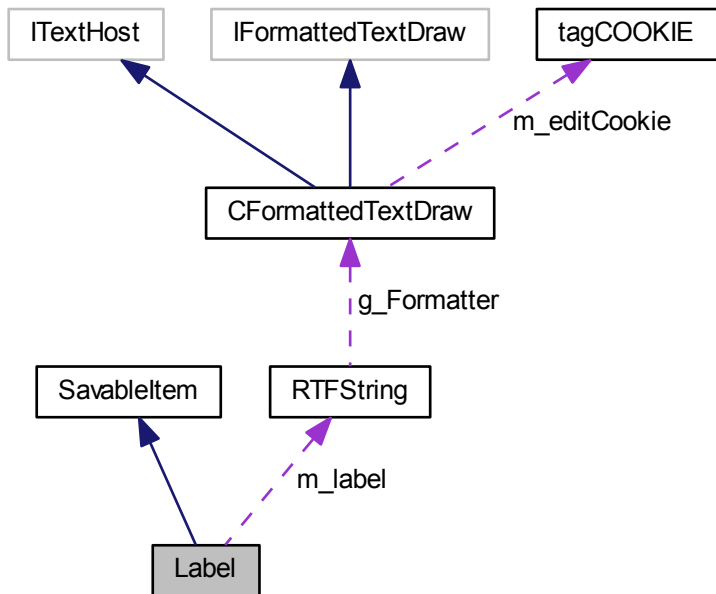 ITextHost
IFormattedTextDraw
tagCOOKIE
m_editCookie
CFormattedTextDraw
g_Formatter
SavableItem
RTFString
m_label
Label